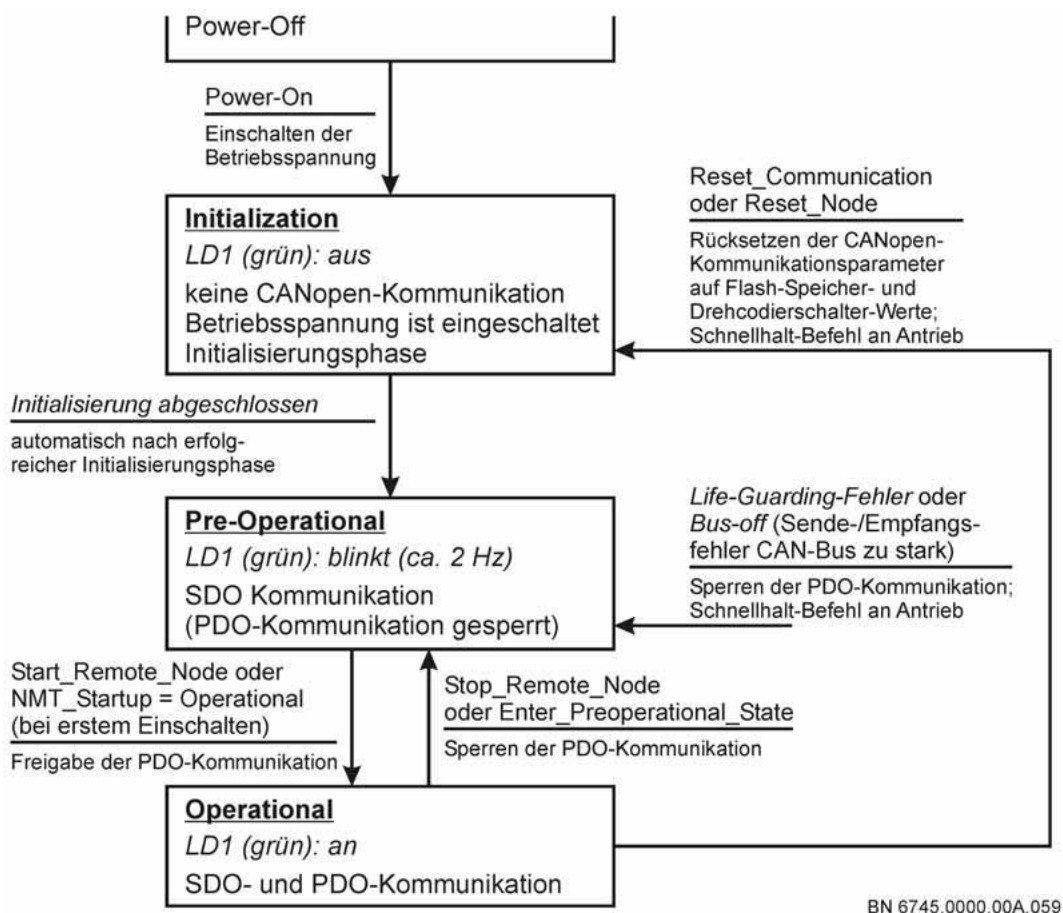 Power-Off
Power-On
Einschalten der
Betriebsspannung
Initialization
LD1 (grün): aus
keine CANopen-Kommunikation
Betriebsspannung ist eingeschaltet
Initialisierungsphase
Reset_Communication
oder Reset_Node
Rücksetzen der CANopen-
Kommunikationsparameter
auf Flash-Speicher- und
Drehcodierschalter-Werte;
Schnellhalt-Befehl an Antrieb
Initialisierung abgeschlossen
automatisch nach erfolg-
reicher Initialisierungsphase
Pre-Operational
LD1 (grün): blinkt (ca. 2 Hz)
SDO Kommunikation
(PDO-Kommunikation gesperrt)
Life-Guarding-Fehler oder
Bus-off (Sende-/Empfangs-
fehler CAN-Bus zu stark)
Sperren der PDO-Kommunikation;
Schnellhalt-Befehl an Antrieb
Start_Remote_Node oder
NMT_Startup = Operational
(bei erstem Einschalten)
Freigabe der PDO-Kommunikation
Stop_Remote_Node
oder Enter_Preoperational_State
Sperren der PDO-Kommunikation
Operational
LD1 (grün): an
SDO- und PDO-Kommunikation
BN 6745.0000.00A.059